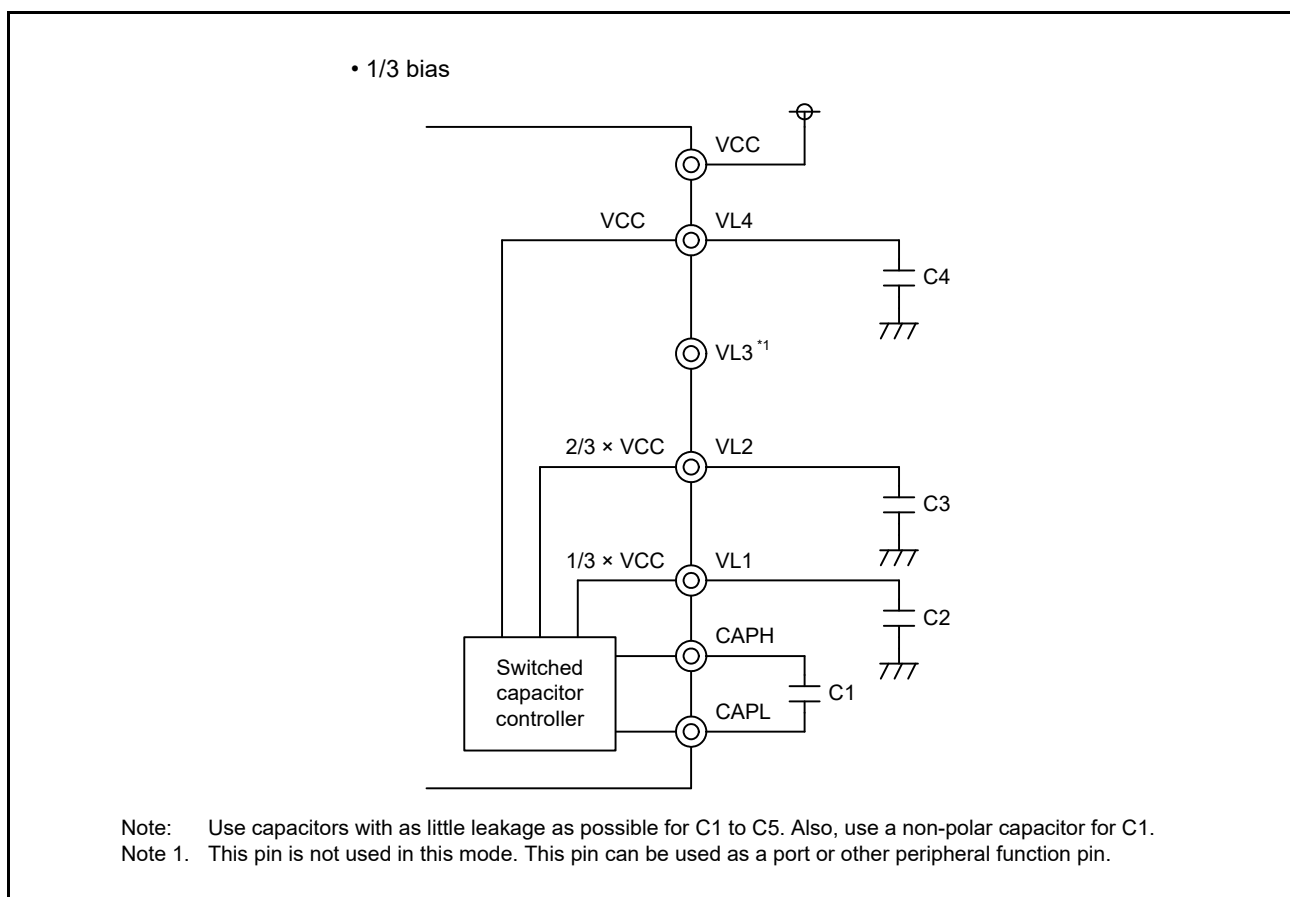 • 1/3 bias
VCC
VCC
VL4
C4
VL3 *1
2/3 × VCC
VL2
C3
1/3 × VCC
VL1
C2
CAPH
Switched
capacitor
controller
C1
CAPL
Note: Use capacitors with as little leakage as possible for C1 to C5. Also, use a non-polar capacitor for C1.
Note 1. This pin is not used in this mode. This pin can be used as a port or other peripheral function pin.